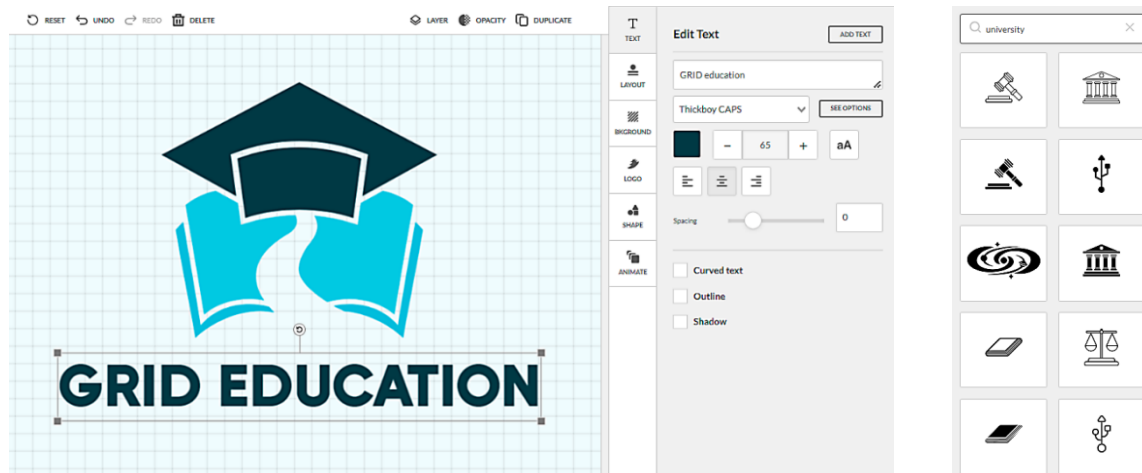 RESET UNDO REDO DELETE LAYER OPACITY DUPLICATE
T
TEXT
LAYOUT
BKGROUND
LOGO
SHAPE
ANIMATE
Edit Text
ADD TEXT
GRID education
Thickboy CAPS
SEE OPTIONS
− 65 + aA
Spacing
0
Curved text
Outline
Shadow
GRID EDUCATION
university